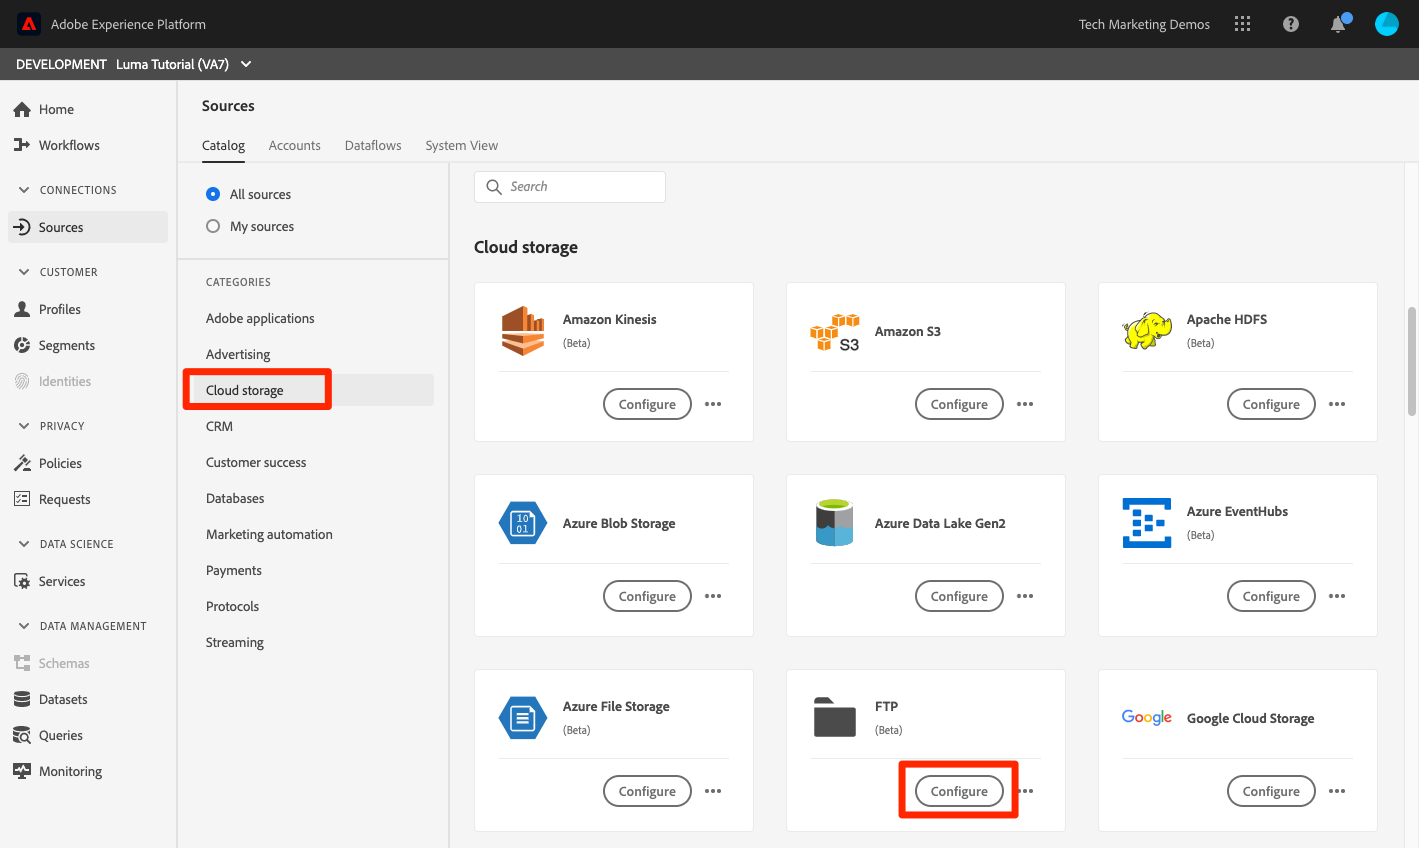 Adobe Experience Platform
Tech Marketing Demos
DEVELOPMENT Luma Tutorial (VA7)
Home
Workflows
CONNECTIONS
Sources
CUSTOMER
Profiles
Segments
Identities
PRIVACY
Policies
Requests
DATA SCIENCE
Services
DATA MANAGEMENT
Schemas
Datasets
Queries
Monitoring
Sources
Catalog Accounts Dataflows System View
All sources
My sources
CATEGORIES
Adobe applications
Advertising
Cloud storage
CRM
Customer success
Databases
Marketing automation
Payments
Protocols
Streaming
Search
Cloud storage
Amazon Kinesis
(Beta)
Configure
S3
Amazon S3
Configure
Apache HDFS
(Beta)
Configure
10
01
Azure Blob Storage
Configure
Azure Data Lake Gen2
Configure
Azure EventHubs
(Beta)
Configure
Azure File Storage
(Beta)
Configure
FTP
(Beta)
Configure
Google
Google Cloud Storage
Configure